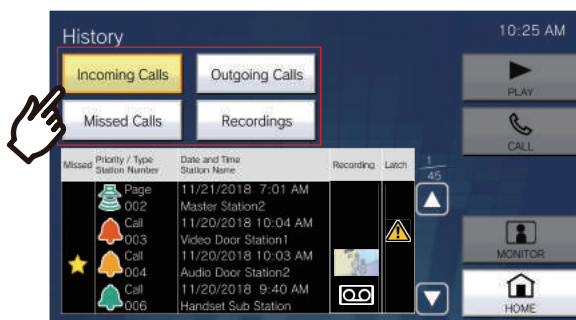 History
10:25 AM
Incoming Calls
Outgoing Calls
Missed Calls
Recordings
PLAY
CALL
MONITOR
HOME
Missed
Priority / Type
Station Number
Date and Time
Station Name
Recording
Latch
1
45
Page
11/21/2018 7:01 AM
002
Master Station2
Call
11/20/2018 10:04 AM
003
Video Door Station1
Call
11/20/2018 10:03 AM
004
Audio Door Station2
Call
11/20/2018 9:40 AM
006
Handset Sub Station